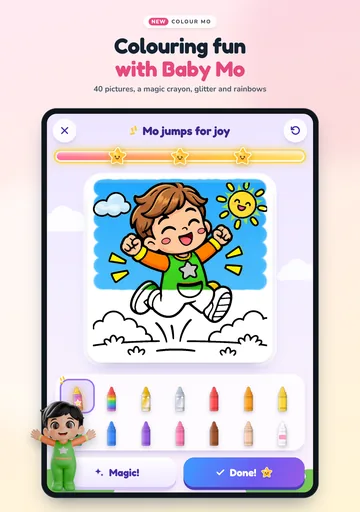 NEW COLOUR MO
Colouring fun
with Baby Mo
40 pictures, a magic crayon, glitter and rainbows
Mo jumps for joy
Magic!
Done!